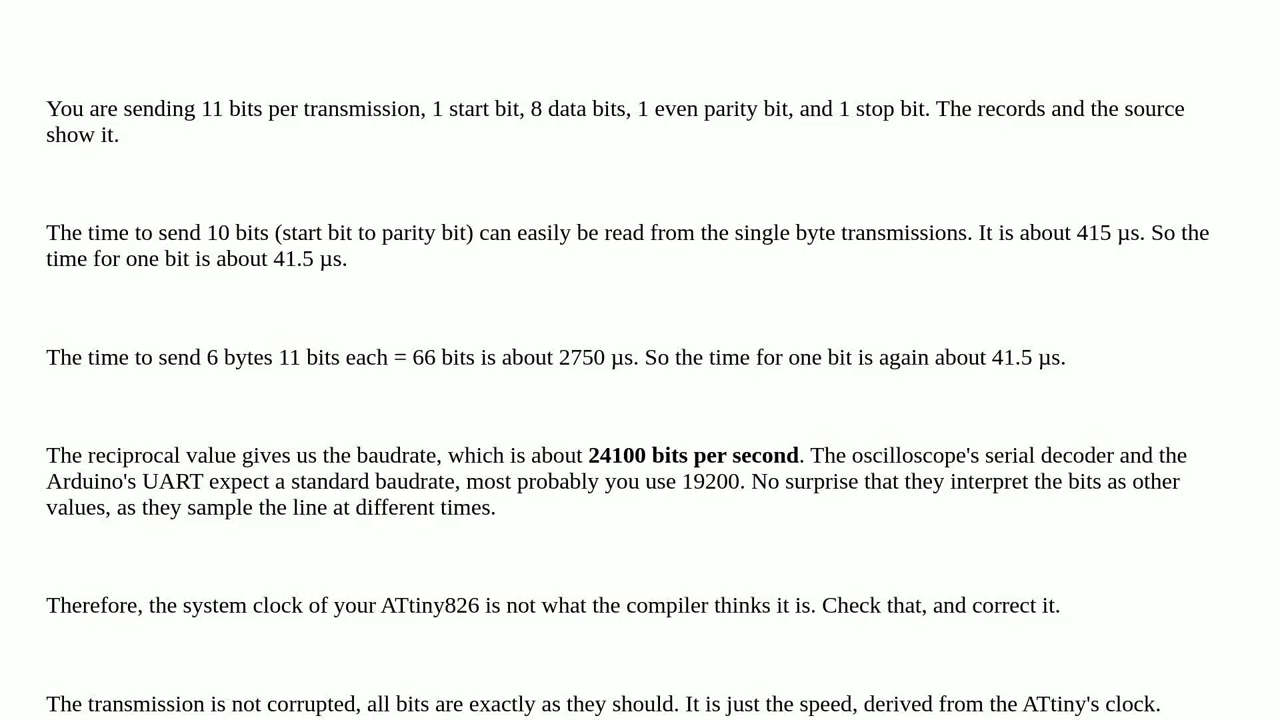 You are sending 11 bits per transmission, 1 start bit, 8 data bits, 1 even parity bit, and 1 stop bit. The records and the source
show it.
The time to send 10 bits (start bit to parity bit) can easily be read from the single byte transmissions. It is about 415 µs. So the
time for one bit is about 41.5 µs.
The time to send 6 bytes 11 bits each = 66 bits is about 2750 µs. So the time for one bit is again about 41.5 µs.
The reciprocal value gives us the baudrate, which is about 24100 bits per second. The oscilloscope's serial decoder and the
Arduino's UART expect a standard baudrate, most probably you use 19200. No surprise that they interpret the bits as other
values, as they sample the line at different times.
Therefore, the system clock of your ATtiny826 is not what the compiler thinks it is. Check that, and correct it.
The transmission is not corrupted, all bits are exactly as they should. It is just the speed, derived from the ATtiny's clock.